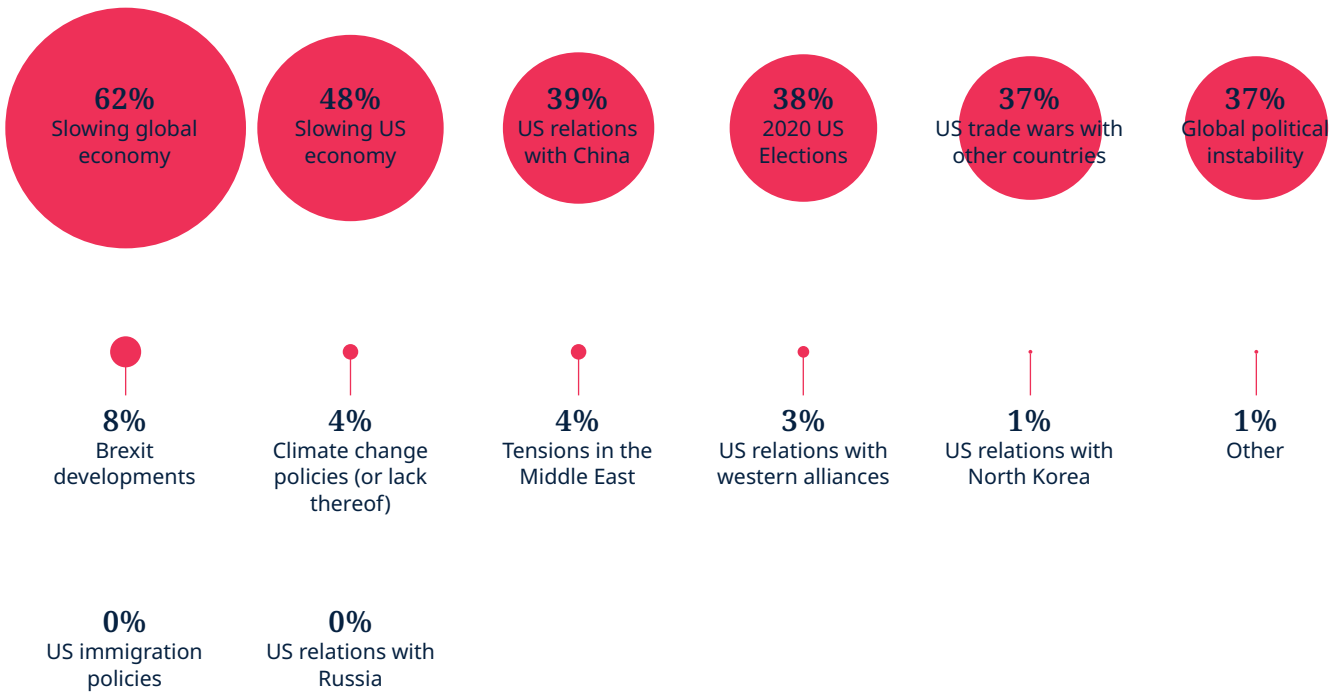 62%
Slowing global
economy
48%
Slowing US
economy
39%
US relations
with China
38%
2020 US
Elections
37%
US trade wars with
other countries
37%
Global political
instability
8%
Brexit
developments
4%
Climate change
policies (or lack
thereof)
4%
Tensions in the
Middle East
3%
US relations with
western alliances
1%
US relations with
North Korea
1%
Other
0%
US immigration
policies
0%
US relations with
Russia